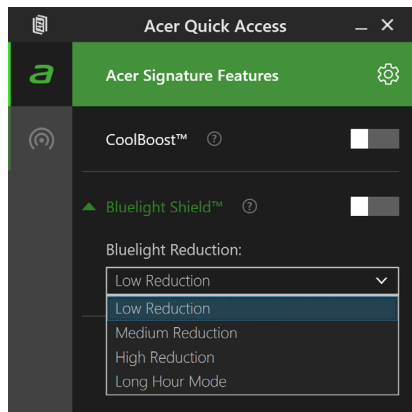 Acer Quick Access
Acer Signature Features
CoolBoost™ ?
Bluelight Shield™ ?
Bluelight Reduction:
Low Reduction
Low Reduction
Medium Reduction
High Reduction
Long Hour Mode